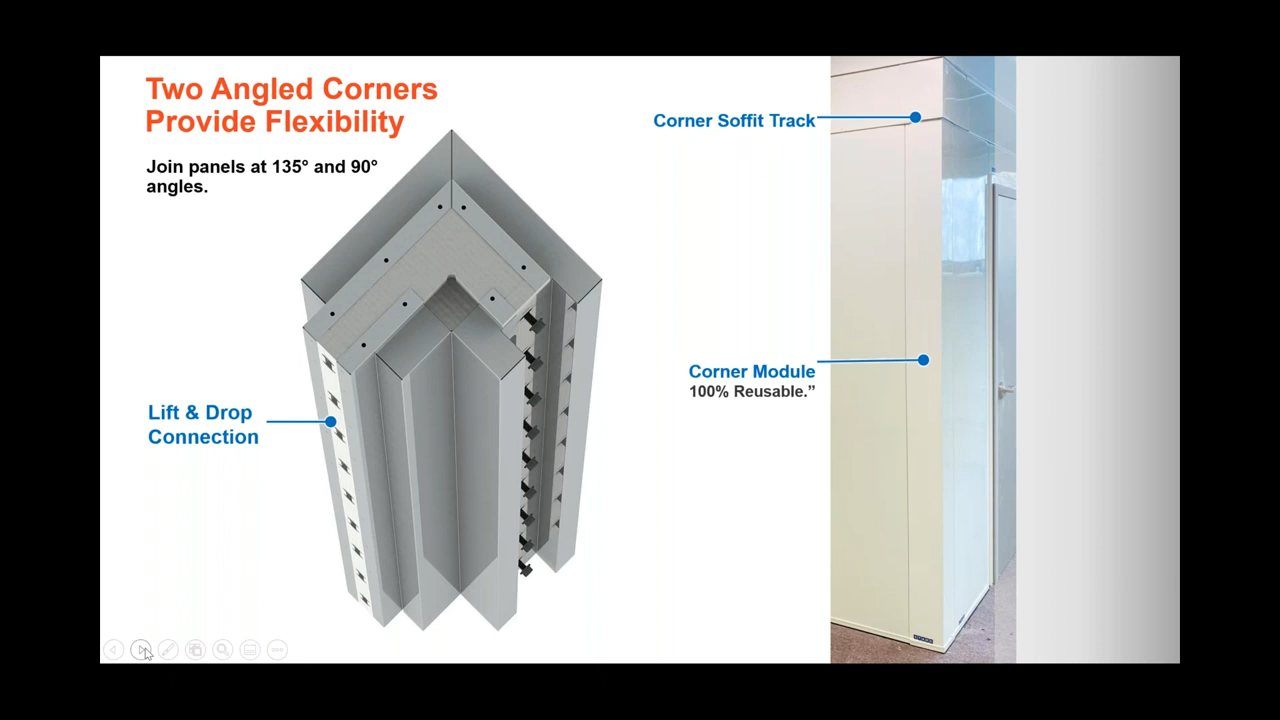 Two Angled Corners
Provide Flexibility
Join panels at 135° and 90°
angles.
Corner Soffit Track
Corner Module
100% Reusable.”
Lift & Drop
Connection